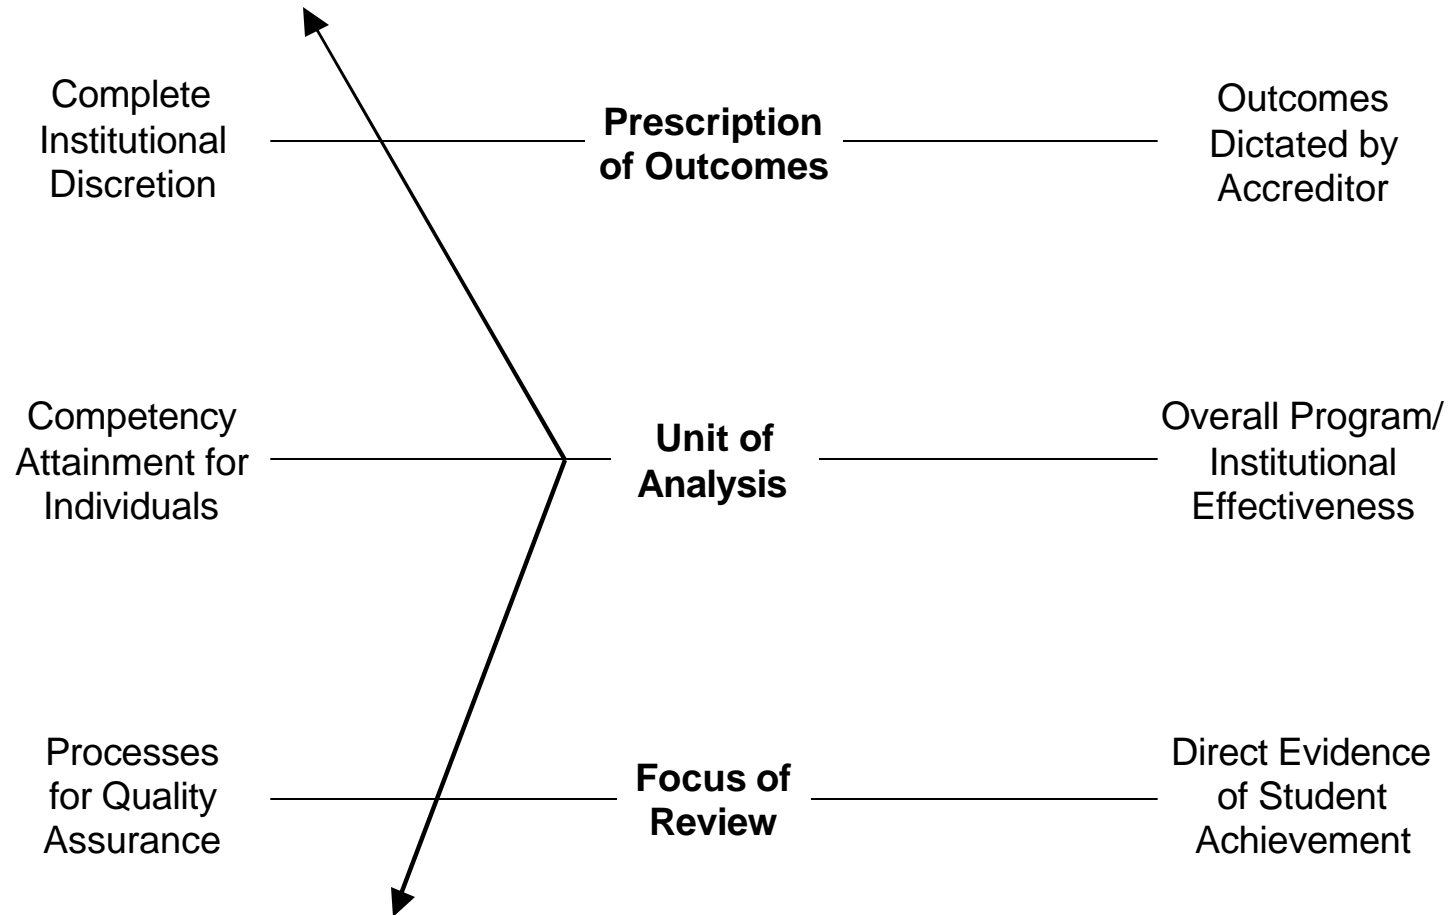 Complete
Institutional
Discretion
Prescription
of Outcomes
Outcomes
Dictated by
Accreditor
Competency
Attainment for
Individuals
Unit of
Analysis
Overall Program/
Institutional
Effectiveness
Processes
for Quality
Assurance
Focus of
Review
Direct Evidence
of Student
Achievement